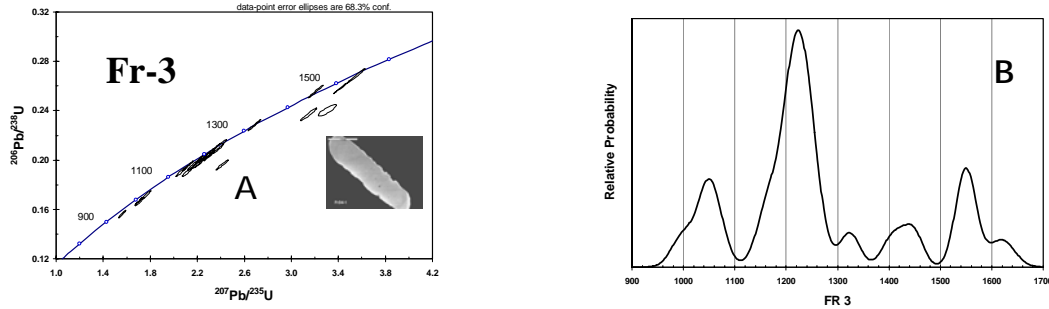 data-point error ellipses are 68.3% conf.
0.32
0.28
0.24
0.20
0.16
0.12
206Pb/238U
Fr-3
1500
1300
1100
900
A
1.0 1.4 1.8 2.2 2.6 3.0 3.4 3.8 4.2
207Pb/235U
Relative Probability
B
900 1000 1100 1200 1300 1400 1500 1600 1700
FR 3